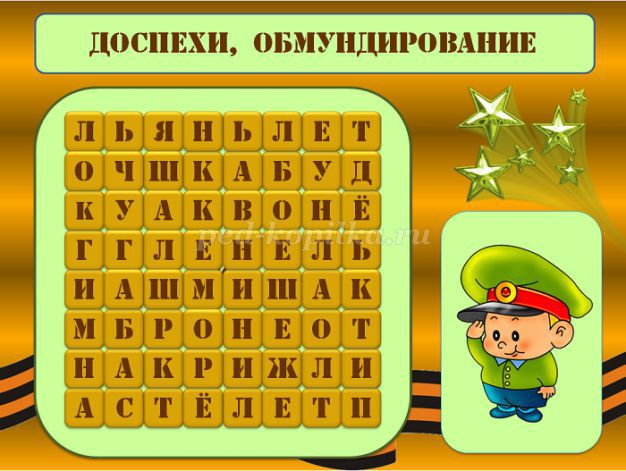 ДОСПЕХИ, ОБМУНДИРОВАНИЕ
Л Ь Я Н Ь Л Е Т
О Ч Ш К А Б У Д
К У А К В О Н Ё
Г Г Л Е Н Е Л Ь
И А Ш М И Ш А К
М Б Р О Н Е О Т
Н А К Р И Ж Л И
А С Т Ё Л Е Т П
ped-kopilka.ru